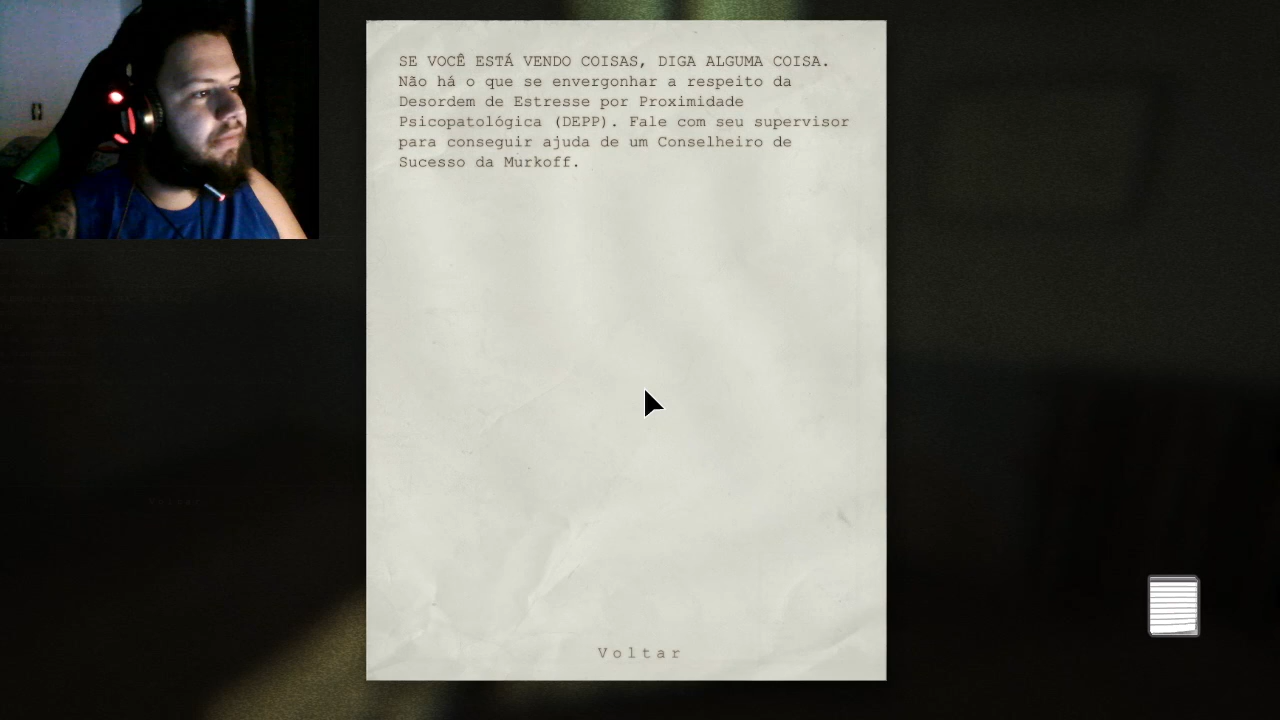 SE VOCÊ ESTÁ VENDO COISAS, DIGA ALGUMA COISA.
Não há o que se envergonhar a respeito da
Desordem de Estresse por Proximidade
Psicopatológica (DEPP). Fale com seu supervisor
para conseguir ajuda de um Conselheiro de
Sucesso da Murkoff.
Voltar